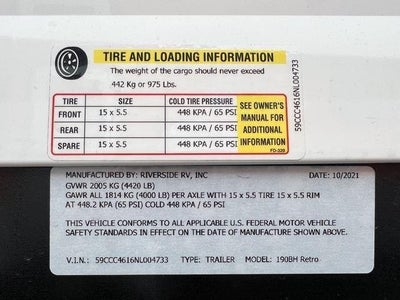 TIRE AND LOADING INFORMATION
The weight of the cargo should never exceed
442 Kg or 975 Lbs.
TIRE SIZE COLD TIRE PRESSURE
FRONT 15 x 5.5 448 KPA / 65 PSI
REAR 15 x 5.5 448 KPA / 65 PSI
SPARE 15 x 5.5 448 KPA / 65 PSI
SEE OWNER'S
MANUAL FOR
ADDITIONAL
INFORMATION
FD-320
59CCC4616NL004733
MANUFACTURED BY: RIVERSIDE RV, INC DATE: 10/2021
GVWR 2005 KG (4420 LB)
GAWR ALL 1814 KG (4000 LB) PER AXLE WITH 15 x 5.5 TIRE 15 x 5.5 RIM
AT 448.2 KPA (65 PSI) COLD 448 KPA / 65 PSI
THIS VEHICLE CONFORMS TO ALL APPLICABLE U.S. FEDERAL MOTOR VEHICLE
SAFETY STANDARDS IN EFFECT ON THE DATE OF MANUFACTURE SHOWN ABOVE.
V.I.N.: 59CCC4616NL004733 TYPE: TRAILER MODEL: 190BH Retro